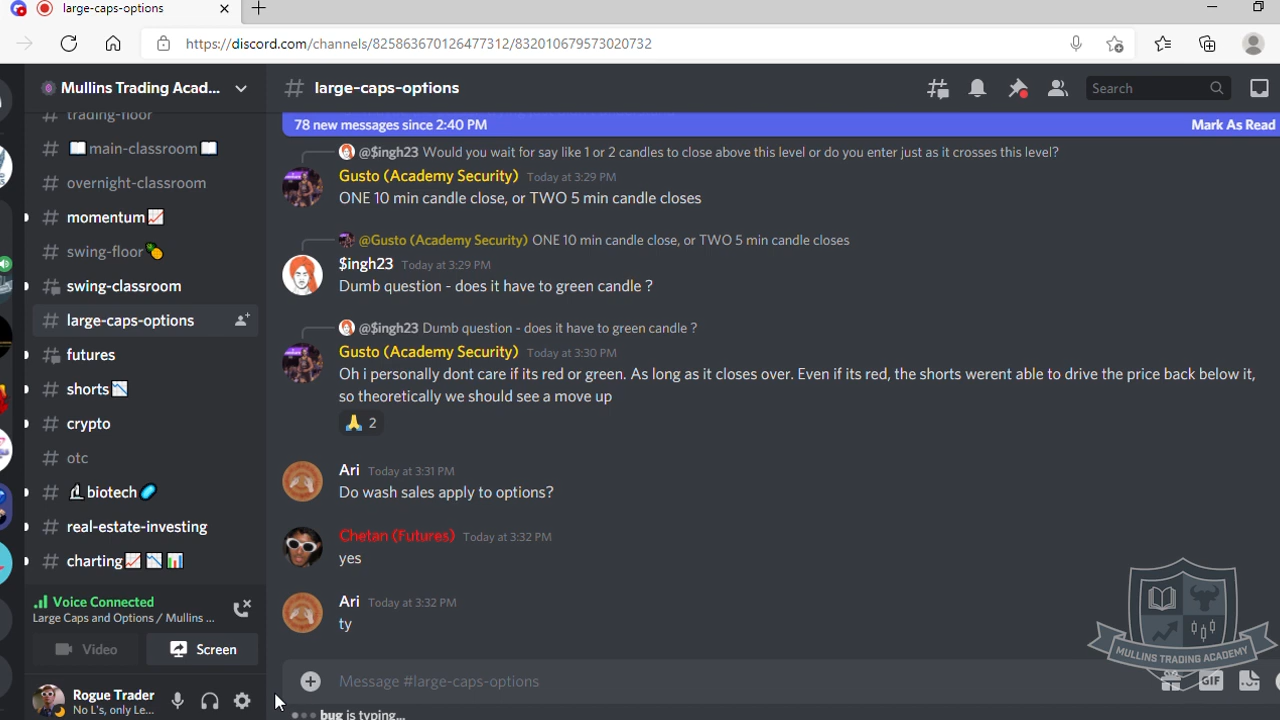 large-caps-options
https://discord.com/channels/825863670126477312/832010679573020732
Mullins Trading Acad...
large-caps-options
Search
trading-floor
main-classroom
overnight-classroom
momentum
swing-floor
swing-classroom
large-caps-options
futures
shorts
crypto
otc
biotech
real-estate-investing
charting
Voice Connected
Large Caps and Options / Mullins ...
Video
Screen
Rogue Trader
No L's, only Le...
78 new messages since 2:40 PM
Mark As Read
@$ingh23 Would you wait for say like 1 or 2 candles to close above this level or do you enter just as it crosses this level?
Gusto (Academy Security) Today at 3:29 PM
ONE 10 min candle close, or TWO 5 min candle closes
@Gusto (Academy Security) ONE 10 min candle close, or TWO 5 min candle closes
$ingh23 Today at 3:29 PM
Dumb question - does it have to green candle ?
@$ingh23 Dumb question - does it have to green candle ?
Gusto (Academy Security) Today at 3:30 PM
Oh i personally dont care if its red or green. As long as it closes over. Even if its red, the shorts werent able to drive the price back below it,
so theoretically we should see a move up
2
Ari Today at 3:31 PM
Do wash sales apply to options?
Chetan (Futures) Today at 3:32 PM
yes
Ari Today at 3:32 PM
ty
Message #large-caps-options
GIF
bug is typing...
MULLINS TRADING ACADEMY